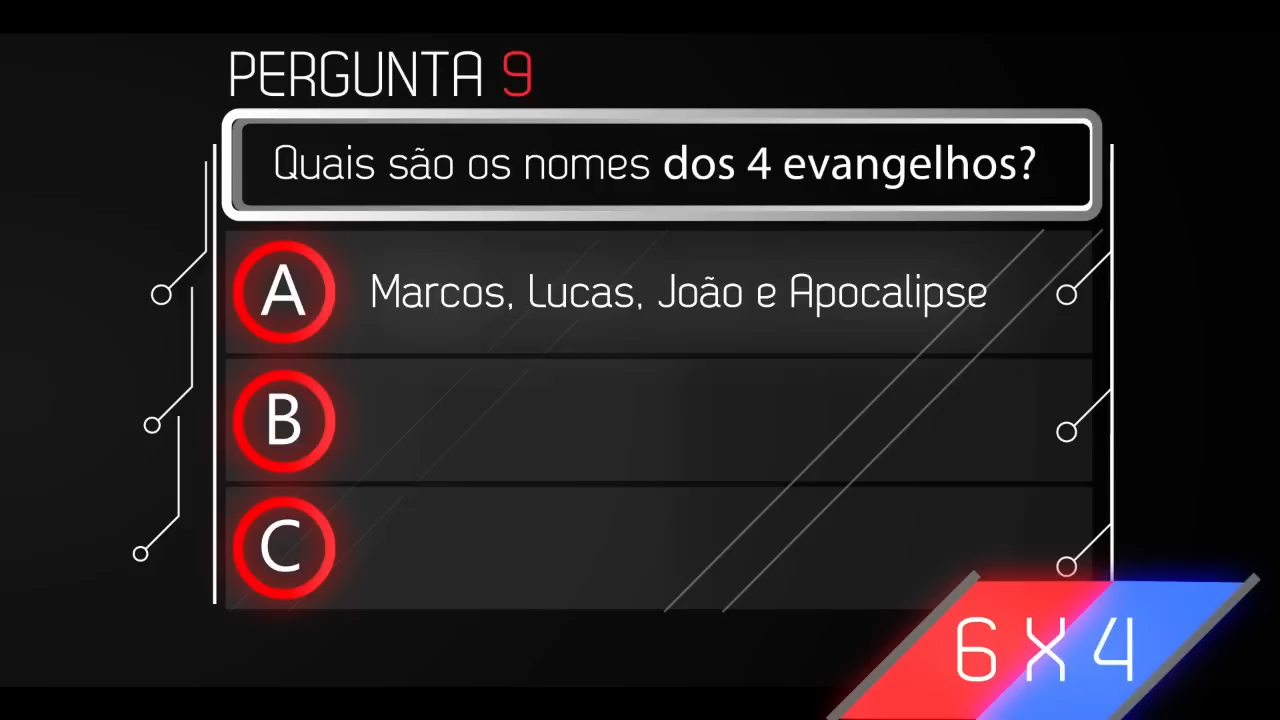 PERGUNTA 9
Quais são os nomes dos 4 evangelhos?
A Marcos, Lucas, João e Apocalipse
B
C
6 X 4